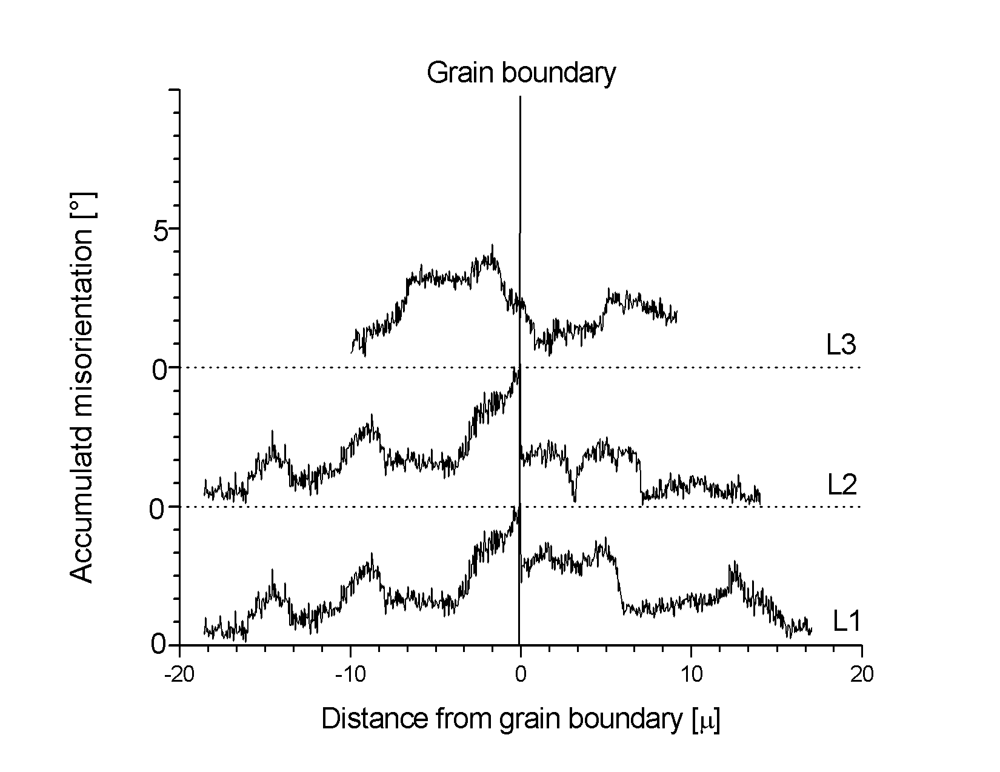 Grain boundary
Accumulatd misorientation [°]
5
L3
0
L2
0
L1
0
-20
-10
0
10
20
Distance from grain boundary [μ]